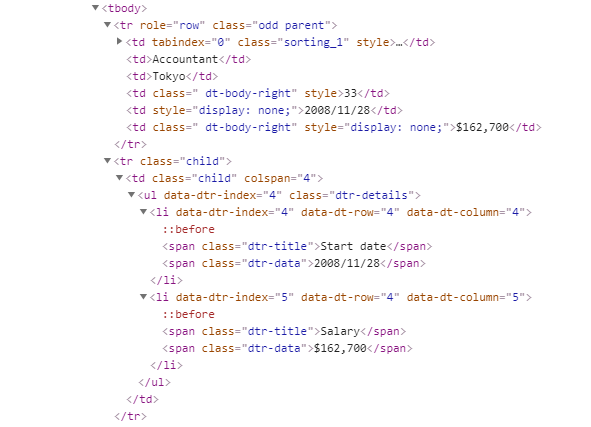 <tbody>
<tr role="row" class="odd parent">
<td tabindex="0" class="sorting_1" style>…</td>
<td>Accountant</td>
<td>Tokyo</td>
<td class=" dt-body-right" style>33</td>
<td style="display: none;">2008/11/28</td>
<td class=" dt-body-right" style="display: none;">$162,700</td>
</tr>
<tr class="child">
<td class="child" colspan="4">
<ul data-dtr-index="4" class="dtr-details">
<li data-dtr-index="4" data-dt-row="4" data-dt-column="4">
::before
<span class="dtr-title">Start date</span>
<span class="dtr-data">2008/11/28</span>
</li>
<li data-dtr-index="5" data-dt-row="4" data-dt-column="5">
::before
<span class="dtr-title">Salary</span>
<span class="dtr-data">$162,700</span>
</li>
</ul>
</td>
</tr>